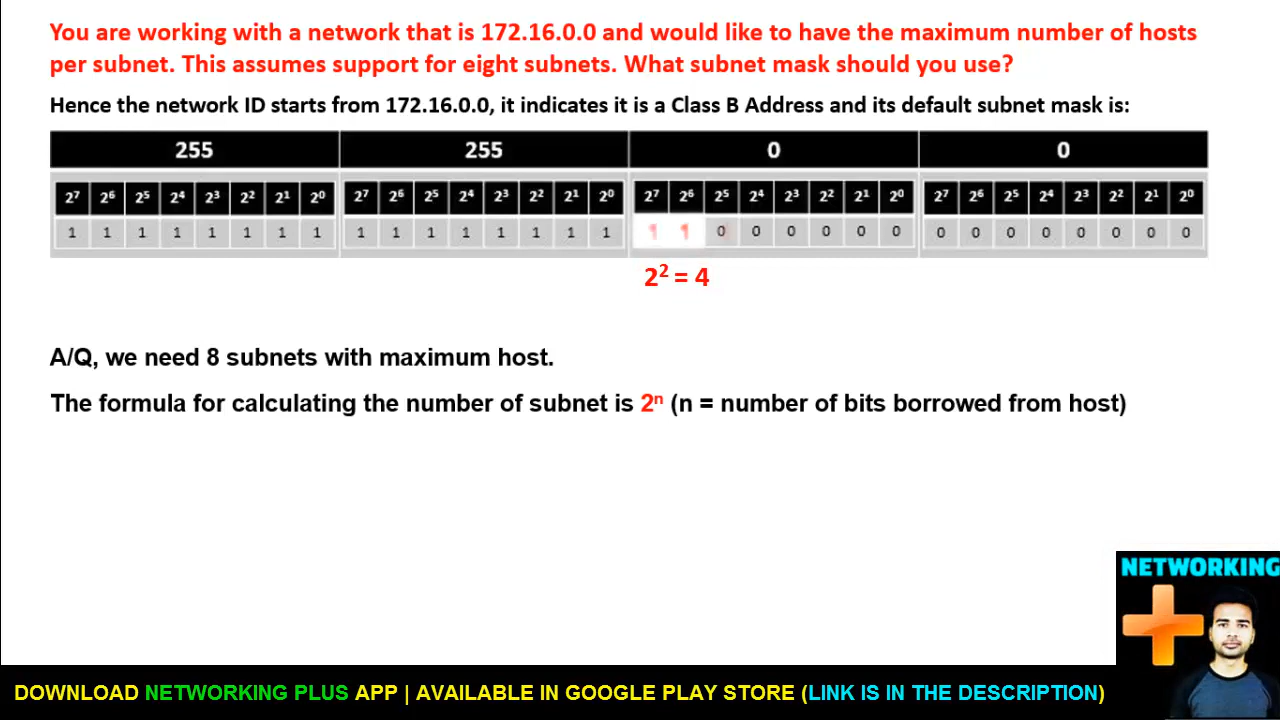 You are working with a network that is 172.16.0.0 and would like to have the maximum number of hosts
per subnet. This assumes support for eight subnets. What subnet mask should you use?
Hence the network ID starts from 172.16.0.0, it indicates it is a Class B Address and its default subnet mask is:
255 255 0 0
2⁷ 2⁶ 2⁵ 2⁴ 2³ 2² 2¹ 2⁰ 2⁷ 2⁶ 2⁵ 2⁴ 2³ 2² 2¹ 2⁰ 2⁷ 2⁶ 2⁵ 2⁴ 2³ 2² 2¹ 2⁰ 2⁷ 2⁶ 2⁵ 2⁴ 2³ 2² 2¹ 2⁰
1 1 1 1 1 1 1 1 1 1 1 1 1 1 1 1 1 1 0 0 0 0 0 0 0 0 0 0 0 0 0 0
2² = 4
A/Q, we need 8 subnets with maximum host.
The formula for calculating the number of subnet is 2ⁿ (n = number of bits borrowed from host)
NETWORKING
DOWNLOAD NETWORKING PLUS APP | AVAILABLE IN GOOGLE PLAY STORE (LINK IS IN THE DESCRIPTION)